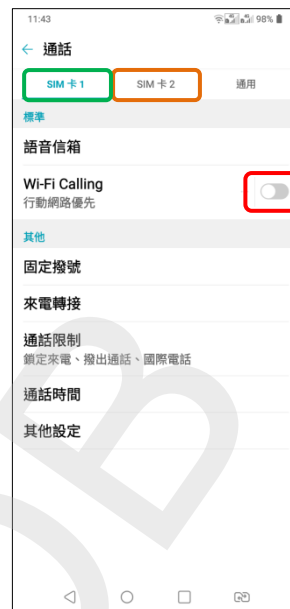 11:43 98%
← 通話
SIM 卡 1 SIM 卡 2 通用
標準
語音信箱
Wi-Fi Calling
行動網路優先
其他
固定撥號
來電轉接
通話限制
鎖定來電、撥出通話、國際電話
通話時間
其他設定